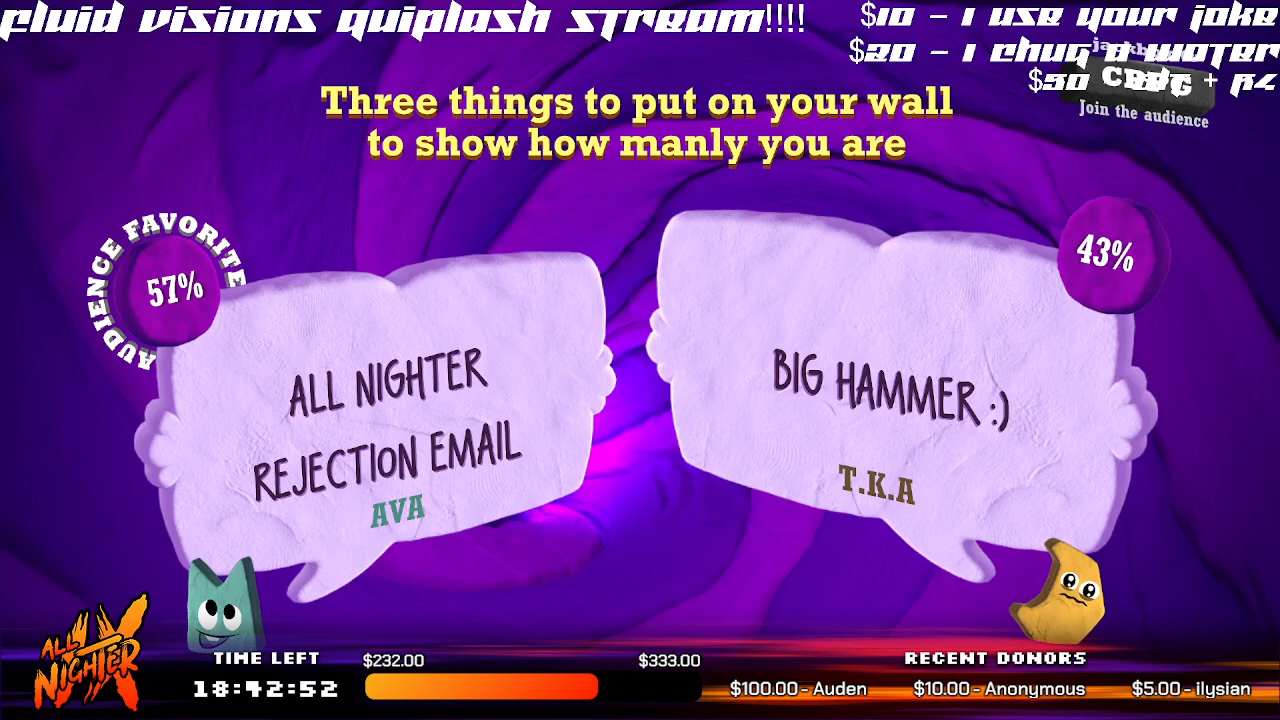 fluid visions quiplash stream!!!!
$10 - i use your joke
$20 - i chug a water
$50
Join the audience
Three things to put on your wall
to show how manly you are
AUDIENCE FAVORITE
57%
43%
ALL NIGHTER
REJECTION EMAIL
AVA
BIG HAMMER :)
T.K.A
ALL NIGHTER
TIME LEFT
18:42:52
$232.00
$333.00
RECENT DONORS
$100.00 - Auden
$10.00 - Anonymous
$5.00 - ilysian